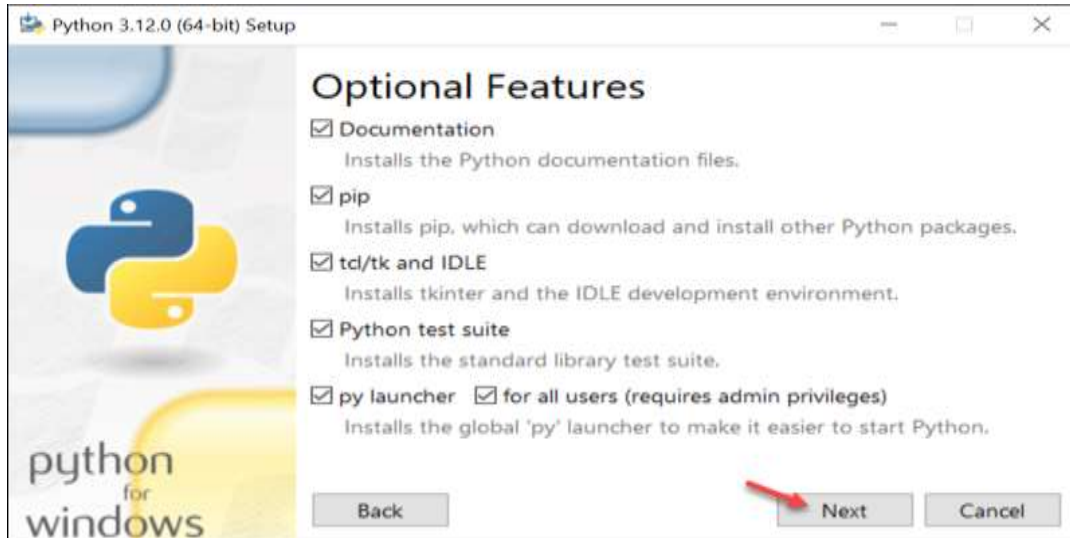 Python 3.12.0 (64-bit) Setup
Optional Features
Documentation
Installs the Python documentation files.
pip
Installs pip, which can download and install other Python packages.
tcl/tk and IDLE
Installs tkinter and the IDLE development environment.
Python test suite
Installs the standard library test suite.
py launcher for all users (requires admin privileges)
Installs the global 'py' launcher to make it easier to start Python.
python
for
windows
Back Next Cancel